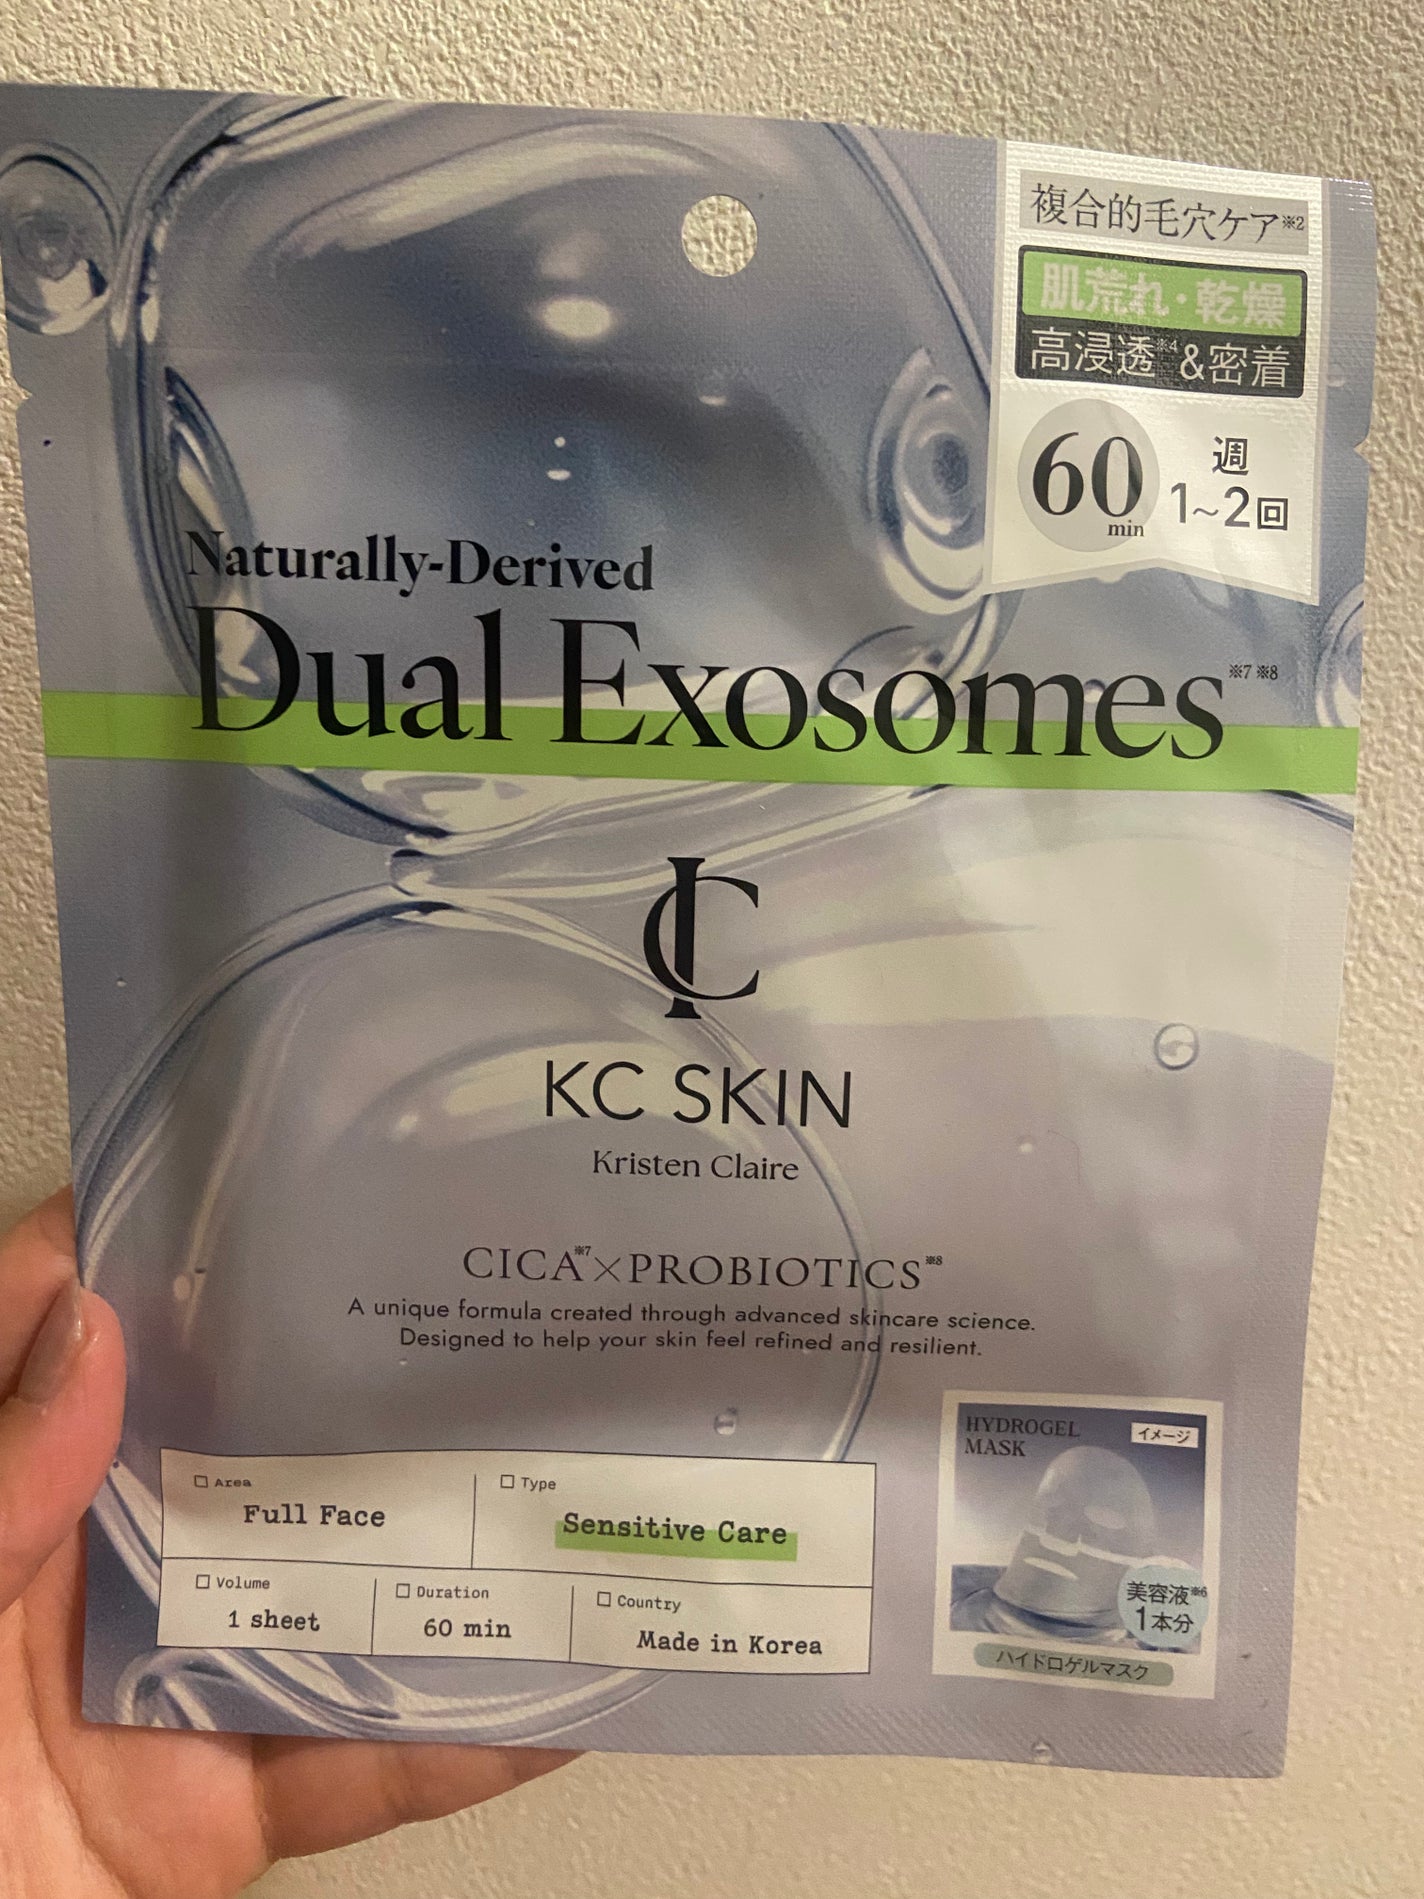 複合的毛穴ケア※2
肌荒れ・乾燥
高浸透※4&密着
60min
週
1~2回
Naturally-Derived
Dual Exosomes※7 ※8
KC SKIN
Kristen Claire
CICA※7×PROBIOTICS※8
A unique formula created through advanced skincare science.
Designed to help your skin feel refined and resilient.
Area
Full Face
Type
Sensitive Care
Volume
1 sheet
Duration
60 min
Country
Made in Korea
HYDROGEL
MASK
イメージ
美容液※6
1本分
ハイドロゲルマスク